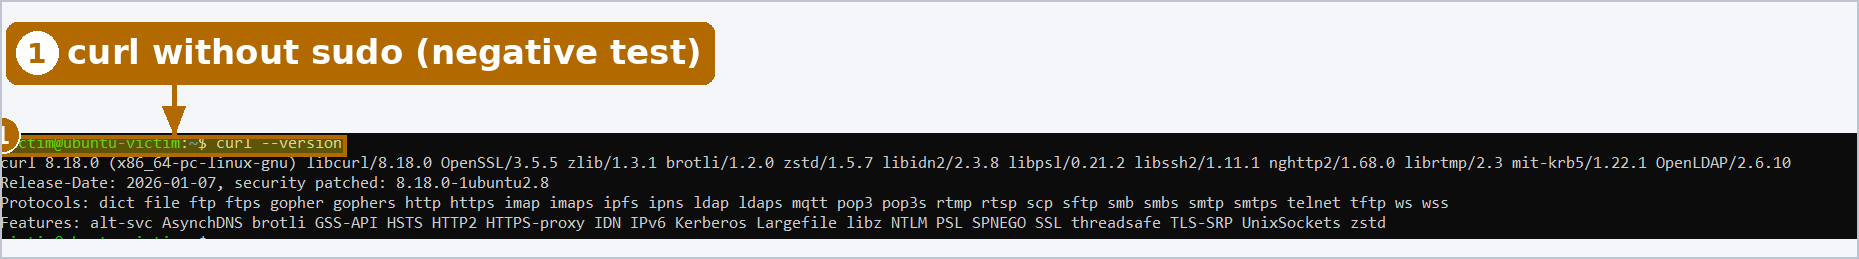 1 curl without sudo (negative test)
1
ctim@ubuntu-victim:~$ curl --version
curl 8.18.0 (x86_64-pc-linux-gnu) libcurl/8.18.0 OpenSSL/3.5.5 zlib/1.3.1 brotli/1.2.0 zstd/1.5.7 libidn2/2.3.8 libpsl/0.21.2 libssh2/1.11.1 nghttp2/1.68.0 librtmp/2.3 mit-krb5/1.22.1 OpenLDAP/2.6.10
Release-Date: 2026-01-07, security patched: 8.18.0-1ubuntu2.8
Protocols: dict file ftp ftps gopher gophers http https imap imaps ipfs ipns ldap ldaps mqtt pop3 pop3s rtmp rtsp scp sftp smb smbs smtp smtps telnet tftp ws wss
Features: alt-svc AsynchDNS brotli GSS-API HSTS HTTP2 HTTPS-proxy IDN IPv6 Kerberos Largefile libz NTLM PSL SPNEGO SSL threadsafe TLS-SRP UnixSockets zstd